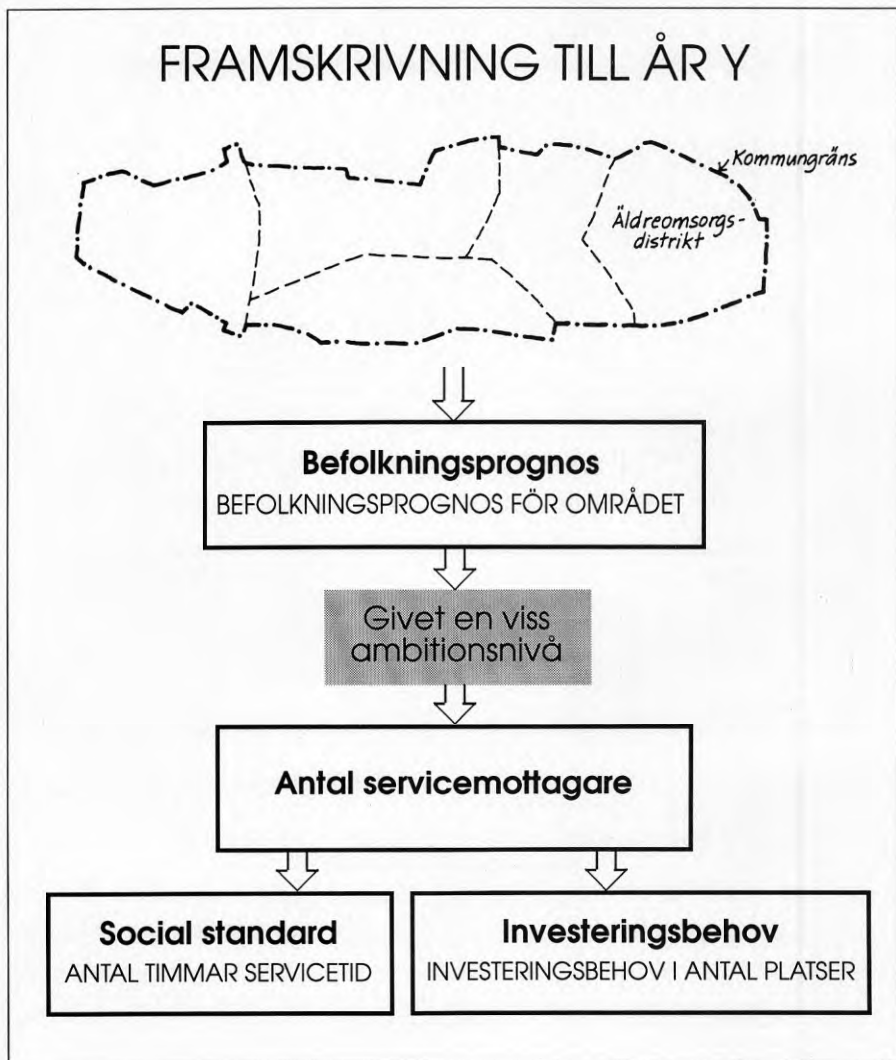 FRAMSKRIVNING TILL ÅR Y
Kommungräns
Äldreomsorgs-
distrikt
Befolkningsprognos
BEFOLKNINGSPROGNOS FÖR OMRÅDET
Givet en viss
ambitionsnivå
Antal servicemottagare
Social standard
ANTAL TIMMAR SERVICETID
Investeringsbehov
INVESTERINGSBEHOV I ANTAL PLATSER